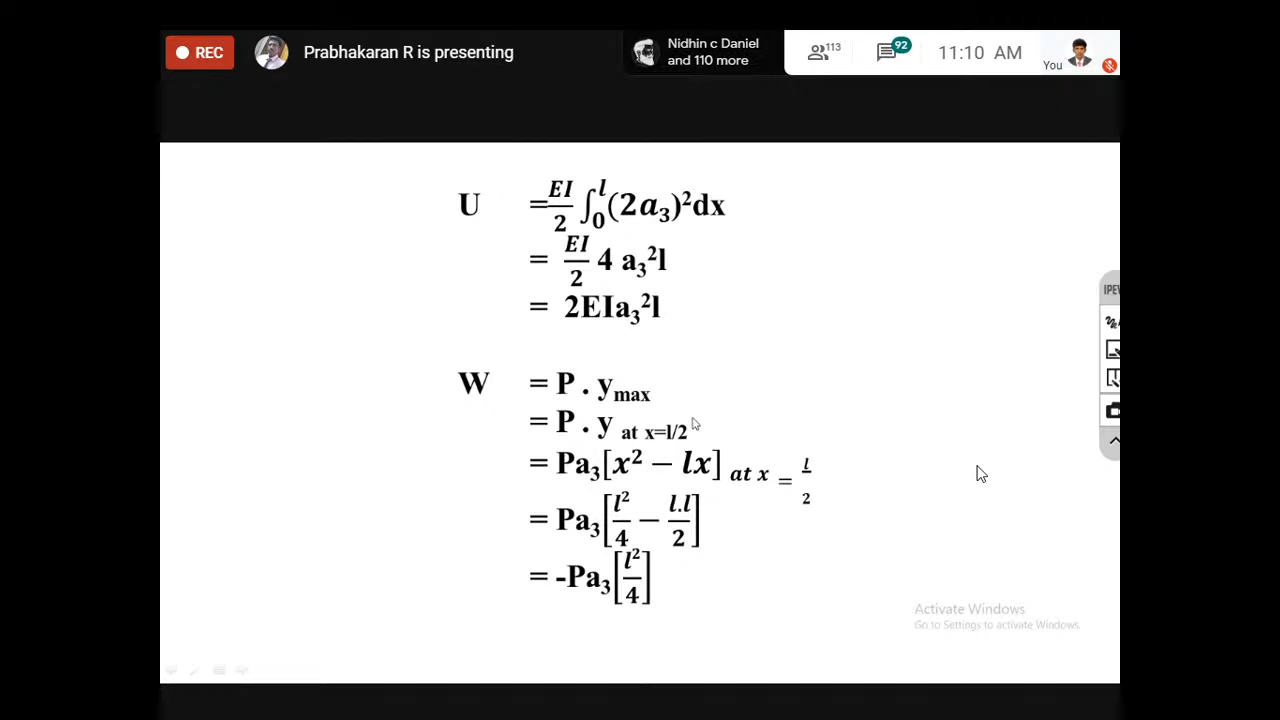 REC
Prabhakaran R is presenting
Nidhin c Daniel
and 110 more
113
92
11:10 AM
You
U = EI/2 ∫₀ˡ (2a₃)²dx
= EI/2 4 a₃²l
= 2EIa₃²l
W = P . y max
= P . y at x=l/2
= Pa₃[x² − lx] at x = l/2
= Pa₃[l²/4 − l.l/2]
= -Pa₃[l²/4]
Activate Windows
Go to Settings to activate Windows.